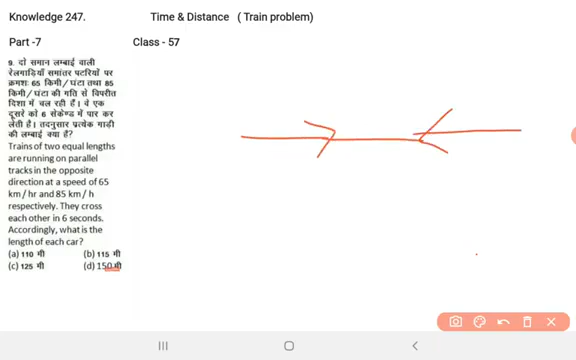 Knowledge 247. Time & Distance ( Train problem)
Part -7 Class - 57
9. दो समान लम्बाई वाली
रेलगाड़ियाँ समांतर पटरियों पर
क्रमशः 65 किमी/घंटा तथा 85
किमी/घंटा की गति से विपरीत
दिशा में चल रही हैं। वे एक
दूसरे को 6 सेकेण्ड में पार कर
लेती है। तदनुसार प्रत्येक गाड़ी
की लम्बाई क्या है?
Trains of two equal lengths
are running on parallel
tracks in the opposite
direction at a speed of 65
km/hr and 85 km/h
respectively. They cross
each other in 6 seconds.
Accordingly, what is the
length of each car?
(a) 110 मी (b) 115 मी
(c) 125 मी (d) 150 मी